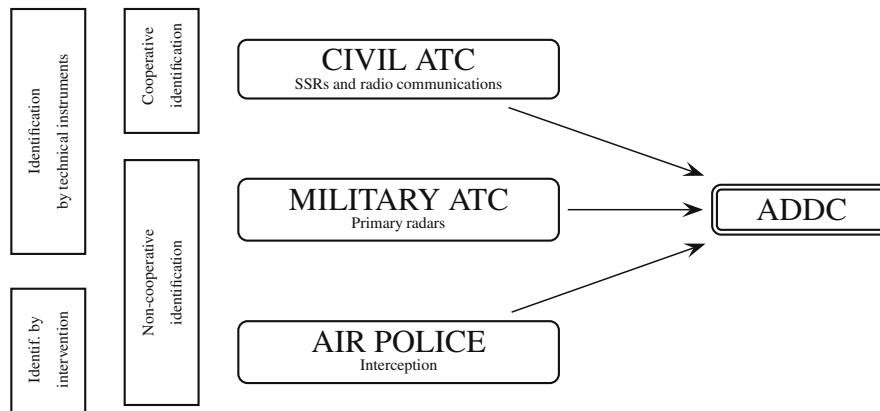 Identification
by technical instruments
Identif. by
intervention
Cooperative
identification
Non-cooperative
identification
CIVIL ATC
SSRs and radio communications
MILITARY ATC
Primary radars
AIR POLICE
Interception
ADDC